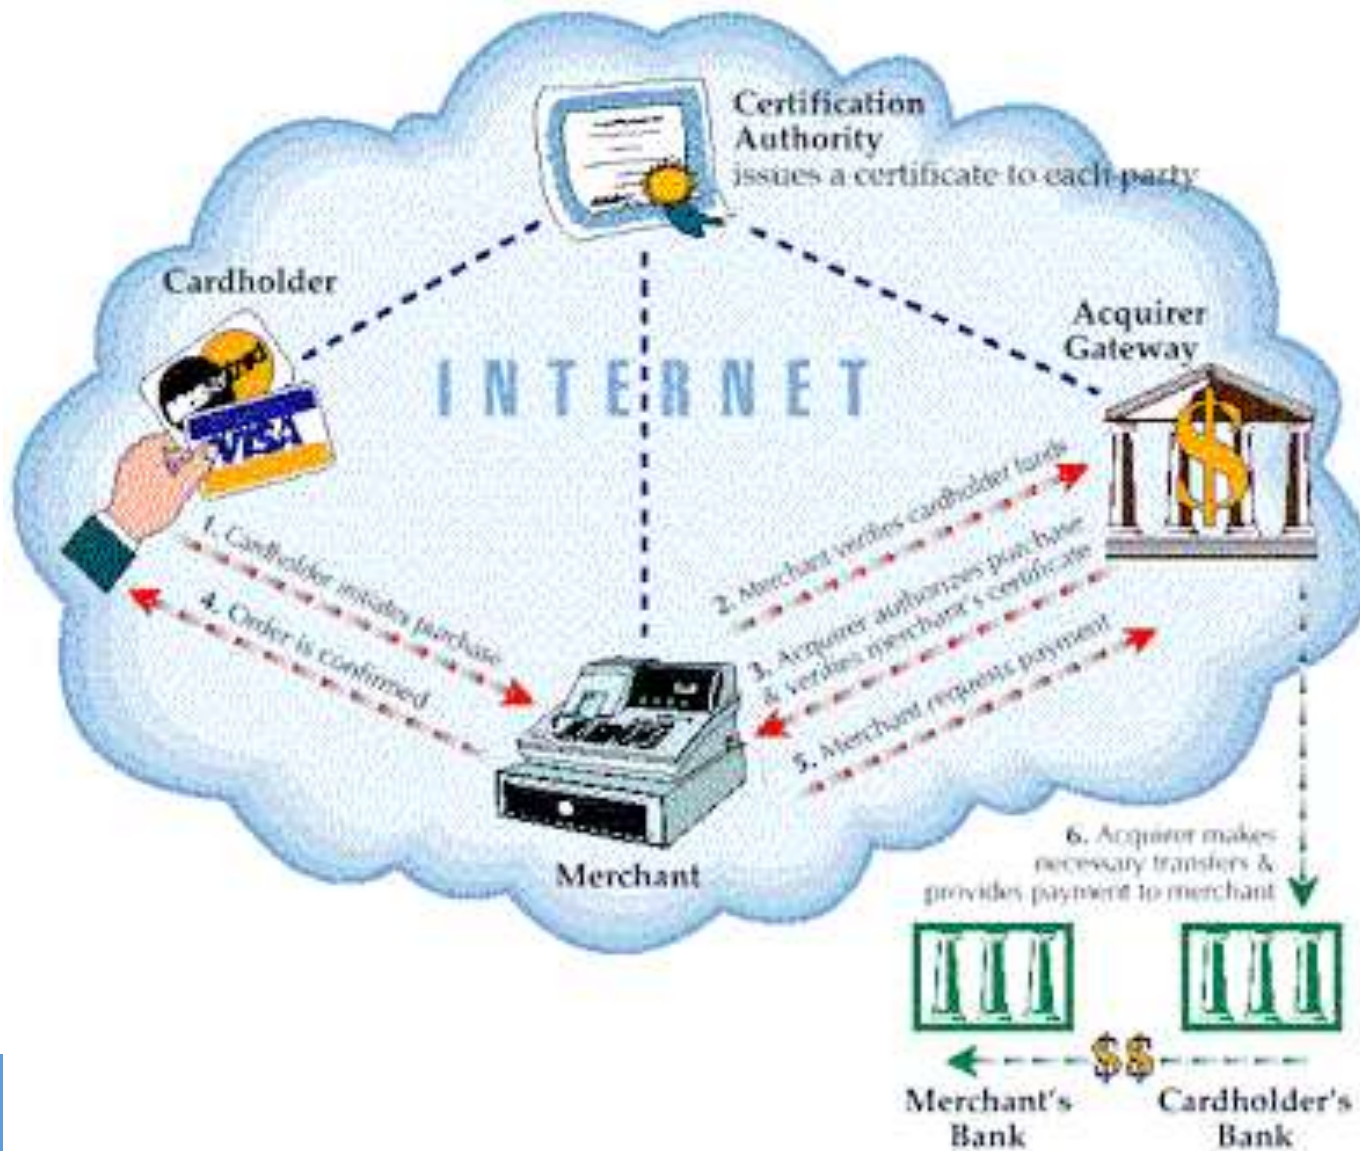 Certification
Authority
issues a certificate to each party
Cardholder
Acquirer
Gateway
INTERNET
VISA
1. Cardholder initiates purchase
4. Order is confirmed
2. Merchant verifies cardholder funds
3. Acquirer authorizes purchase
& verifies merchant's certificate
5. Merchant requests payment
Merchant
6. Acquirer makes
necessary transfers &
provides payment to merchant
$$
Merchant's
Bank
Cardholder's
Bank